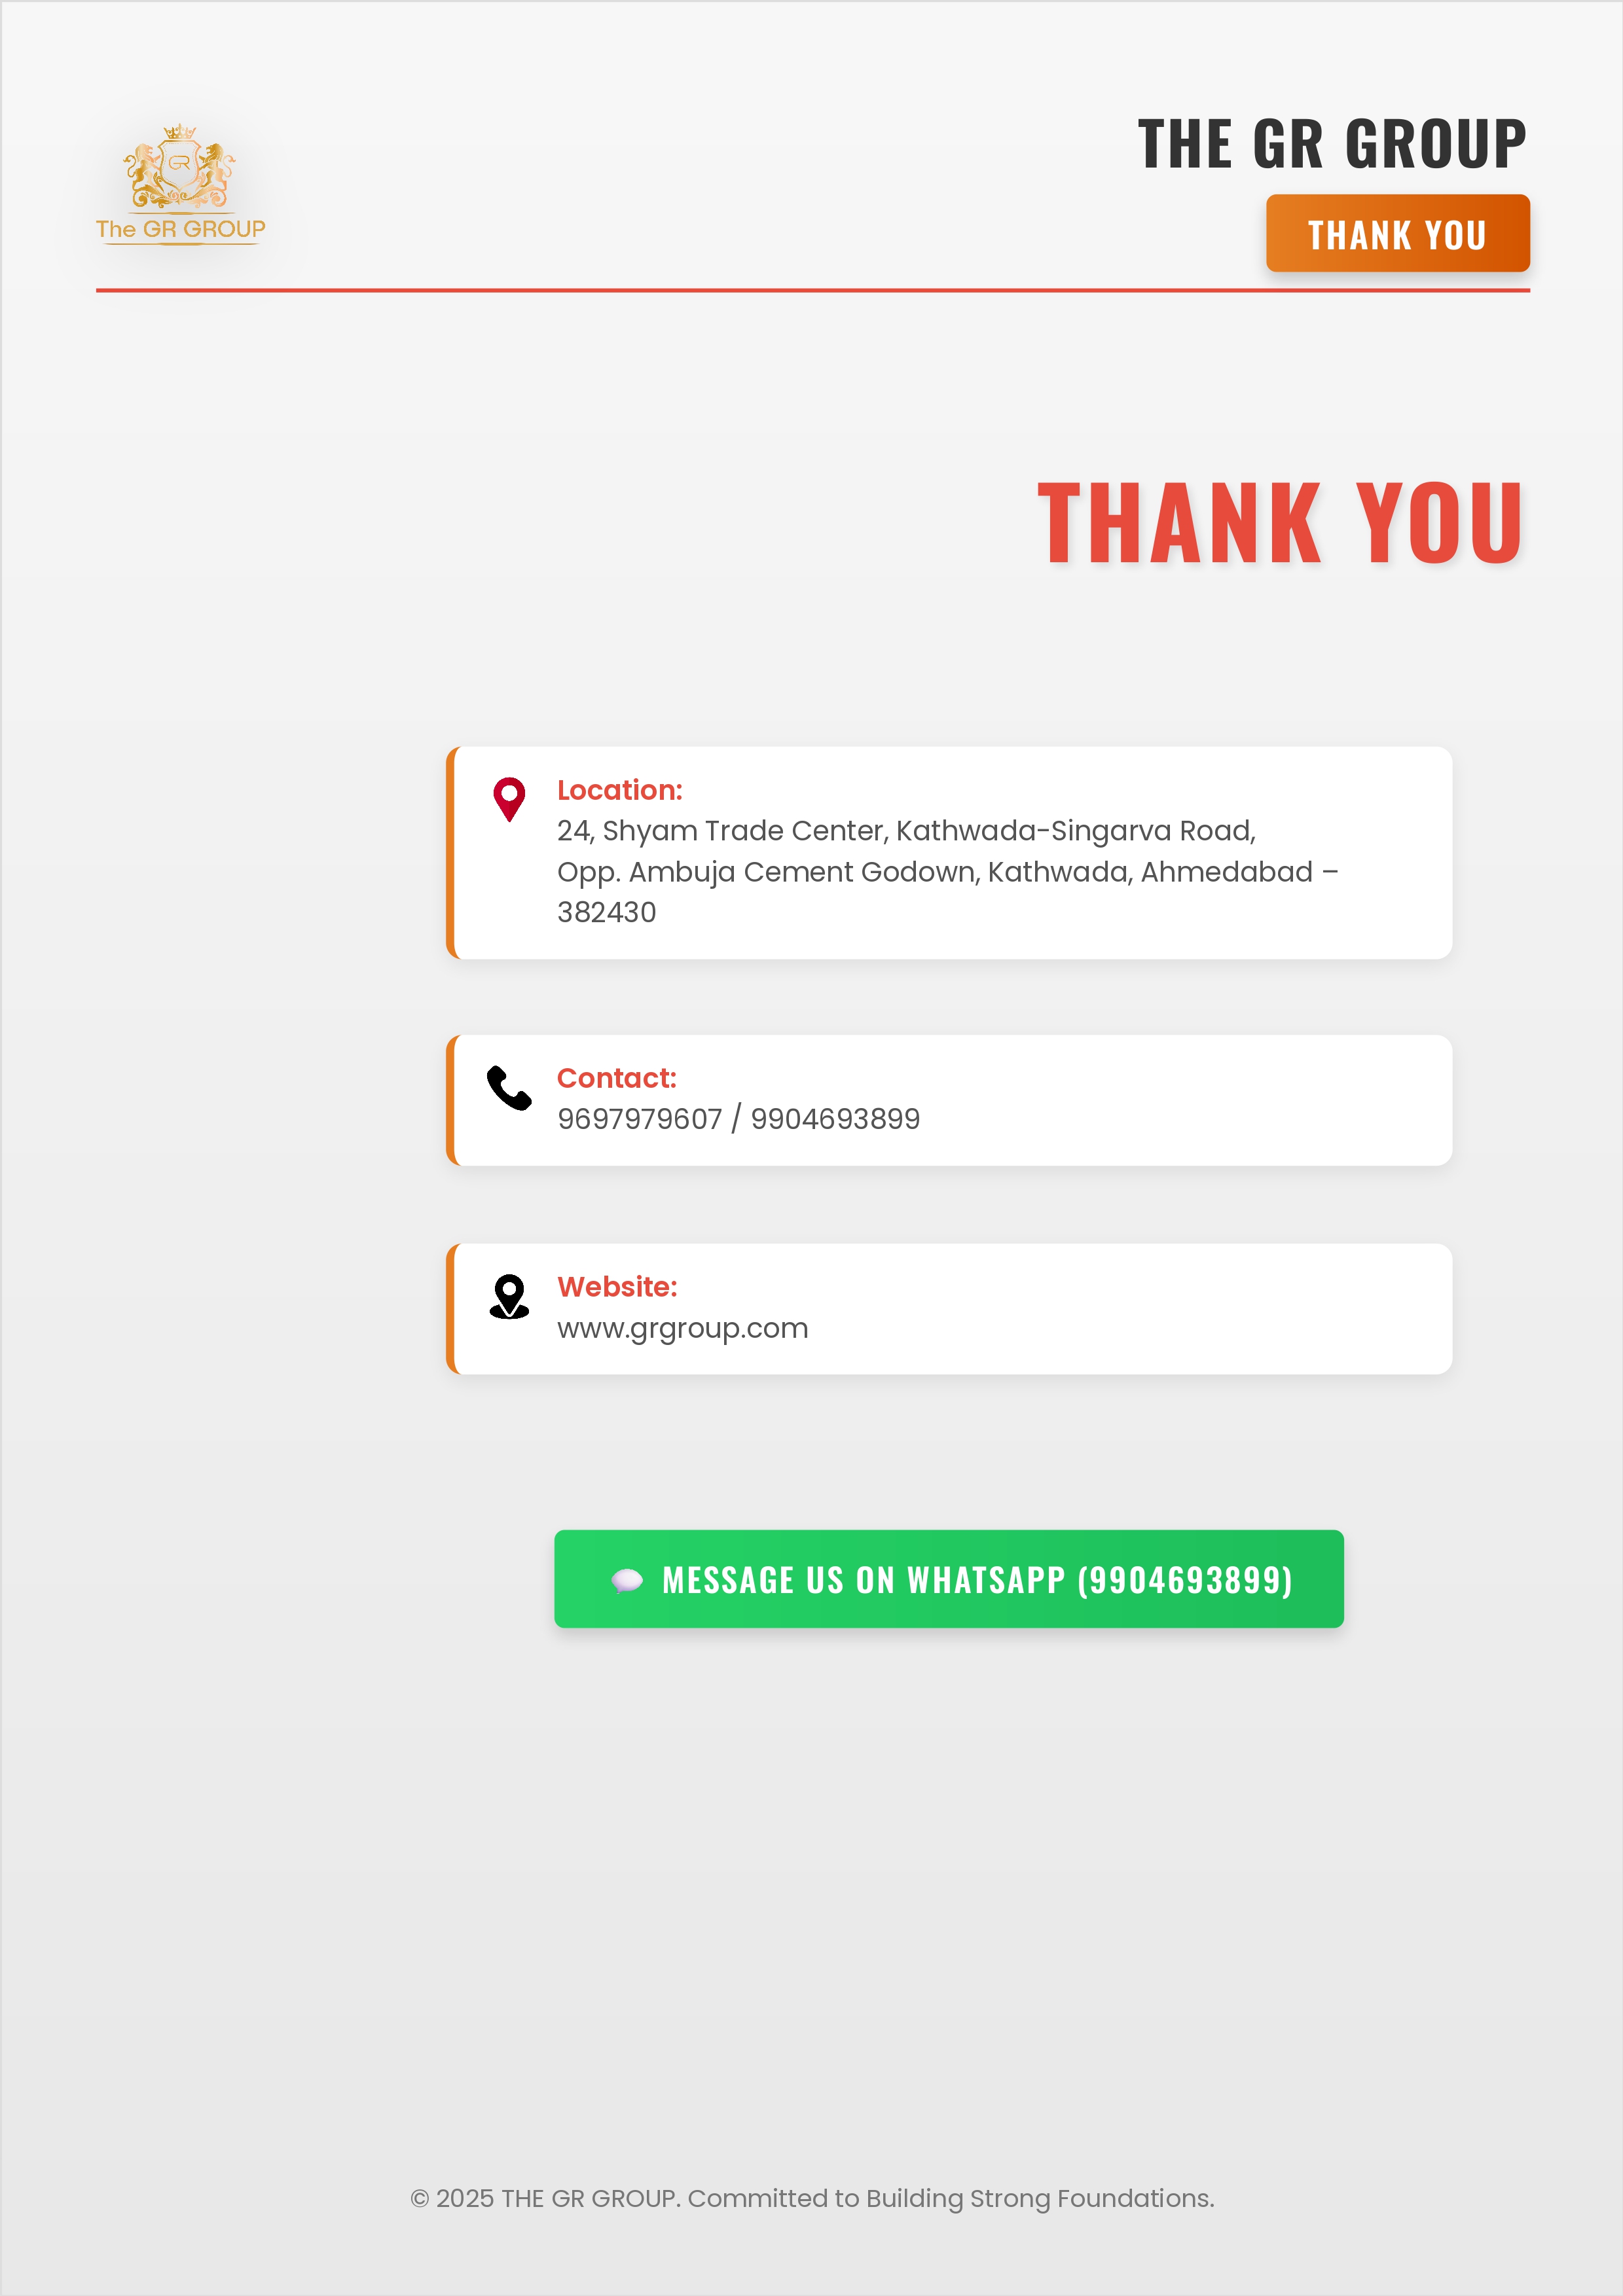 GR
The GR GROUP
THE GR GROUP
THANK YOU
THANK YOU
Location:
24, Shyam Trade Center, Kathwada-Singarva Road,
Opp. Ambuja Cement Godown, Kathwada, Ahmedabad –
382430
Contact:
9697979607 / 9904693899
Website:
www.grgroup.com
MESSAGE US ON WHATSAPP (9904693899)
© 2025 THE GR GROUP. Committed to Building Strong Foundations.